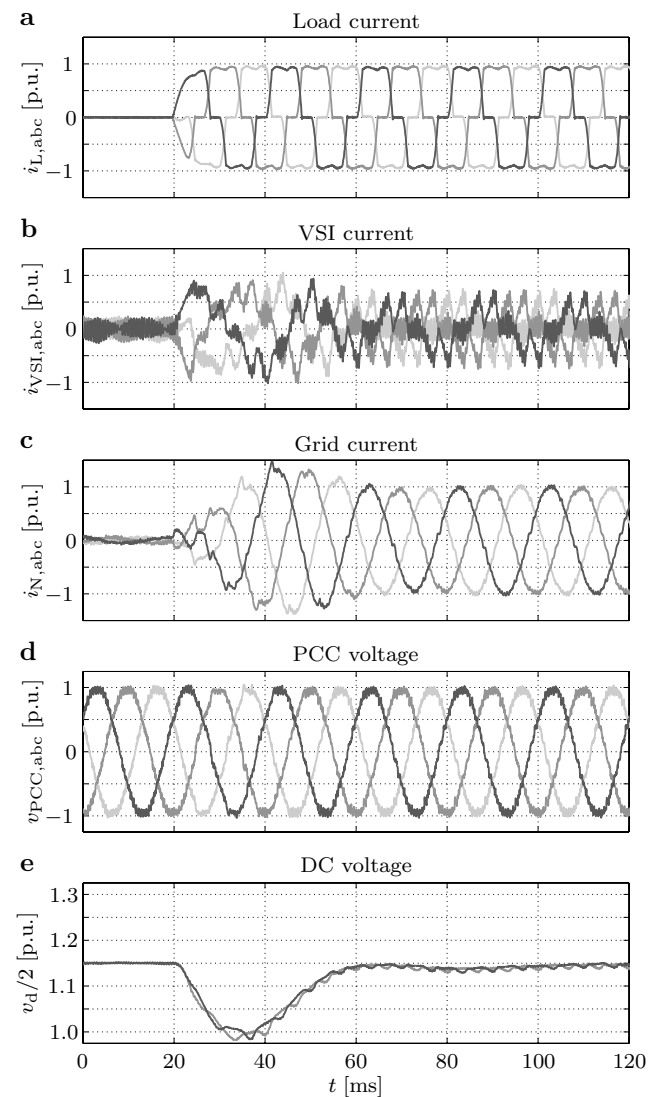 a
Load current
i_L,abc [p.u.]
1
0
−1
b
VSI current
i_VSI,abc [p.u.]
1
0
−1
c
Grid current
i_N,abc [p.u.]
1
0
−1
d
PCC voltage
v_PCC,abc [p.u.]
1
0
−1
e
DC voltage
v_d/2 [p.u.]
1.3
1.2
1.1
1.0
0 20 40 60 80 100 120
t [ms]